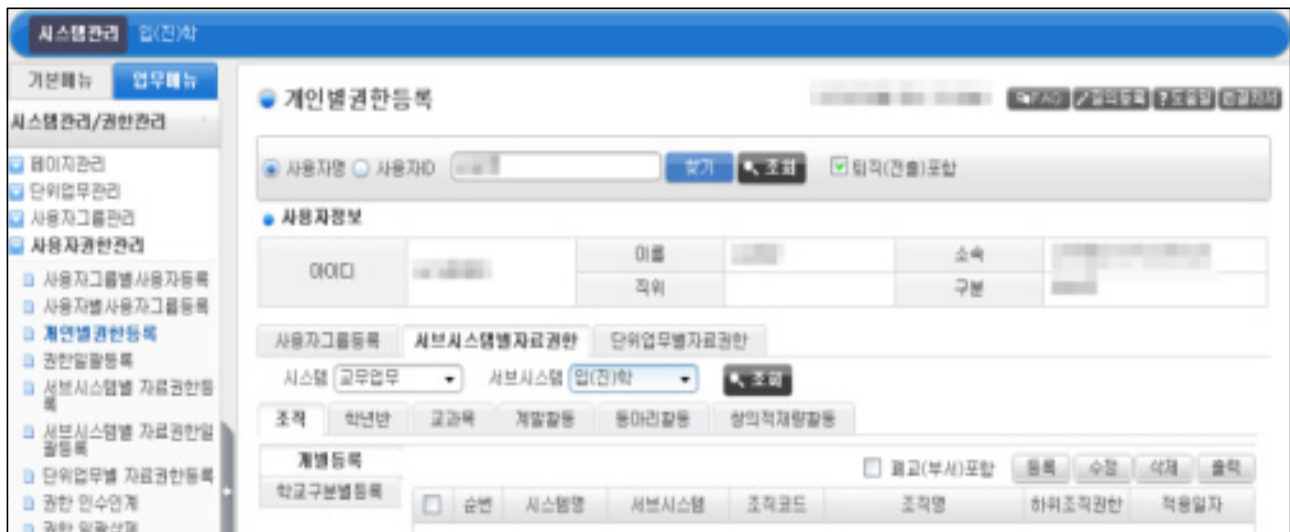 시스템관리 입(진)학
기본메뉴 업무메뉴
시스템관리/권한관리
페이지관리
단위업무관리
사용자그룹관리
사용자권한관리
사용자그룹별사용자등록
사용자별사용자그룹등록
개인별권한등록
권한일괄등록
서브시스템별 자료권한등
록
서브시스템별 자료권한일
괄등록
단위업무별 자료권한등록
권한 인수인계
권한 일괄삭제
개인별권한등록
FAQ 질의등록 ?도움말 결재서
사용자명 사용자ID 찾기 조회 퇴직(전출)포함
사용자정보
아이디 이름 소속
직위 구분
사용자그룹등록 서브시스템별자료권한 단위업무별자료권한
시스템 교무업무 서브시스템 입(진)학 조회
조직 학년반 교과목 계발활동 동아리활동 창의적재량활동
개별등록
학교구분별등록
폐교(부서)포함 등록 수정 삭제 출력
순번 시스템명 서브시스템 조직코드 조직명 하위조직권한 적용일자